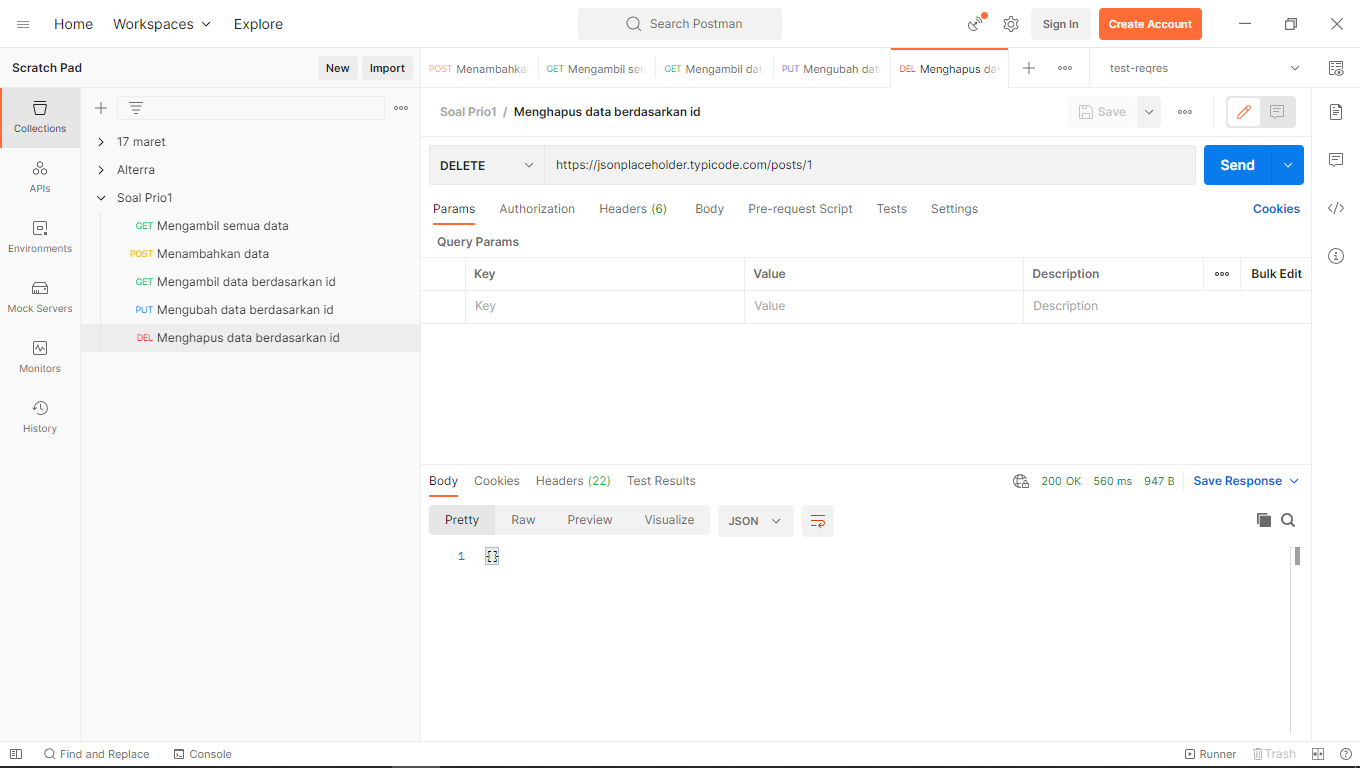 Home Workspaces Explore Search Postman Sign In Create Account
Scratch Pad New Import POST Menambahka GET Mengambil sen GET Mengambil dat PUT Mengubah dat DEL Menghapus dat test-reqres
Collections
APIs
Environments
Mock Servers
Monitors
History
17 maret
Alterra
Soal Prio1
GET Mengambil semua data
POST Menambahkan data
GET Mengambil data berdasarkan id
PUT Mengubah data berdasarkan id
DEL Menghapus data berdasarkan id
Soal Prio1 / Menghapus data berdasarkan id Save
DELETE https://jsonplaceholder.typicode.com/posts/1 Send
Params Authorization Headers (6) Body Pre-request Script Tests Settings Cookies
Query Params
Key Value Description Bulk Edit
Key Value Description
Body Cookies Headers (22) Test Results 200 OK 560 ms 947 B Save Response
Pretty Raw Preview Visualize JSON
1 {}
Find and Replace Console Runner Trash